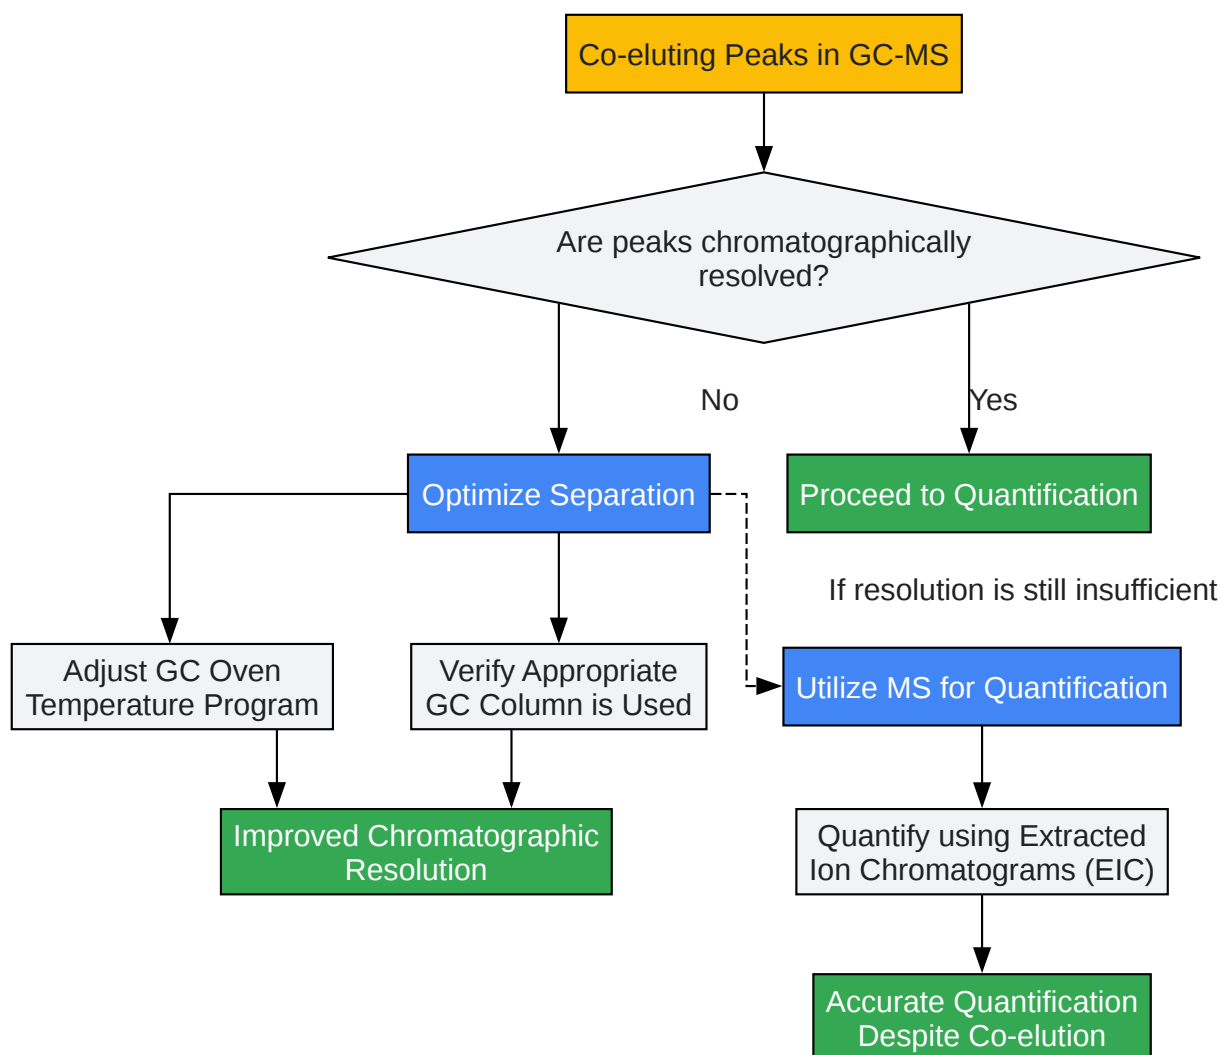 Co-eluting Peaks in GC-MS
Are peaks chromatographically
resolved?
No
Yes
Optimize Separation
Proceed to Quantification
If resolution is still insufficient
Adjust GC Oven
Temperature Program
Verify Appropriate
GC Column is Used
Utilize MS for Quantification
Improved Chromatographic
Resolution
Quantify using Extracted
Ion Chromatograms (EIC)
Accurate Quantification
Despite Co-elution